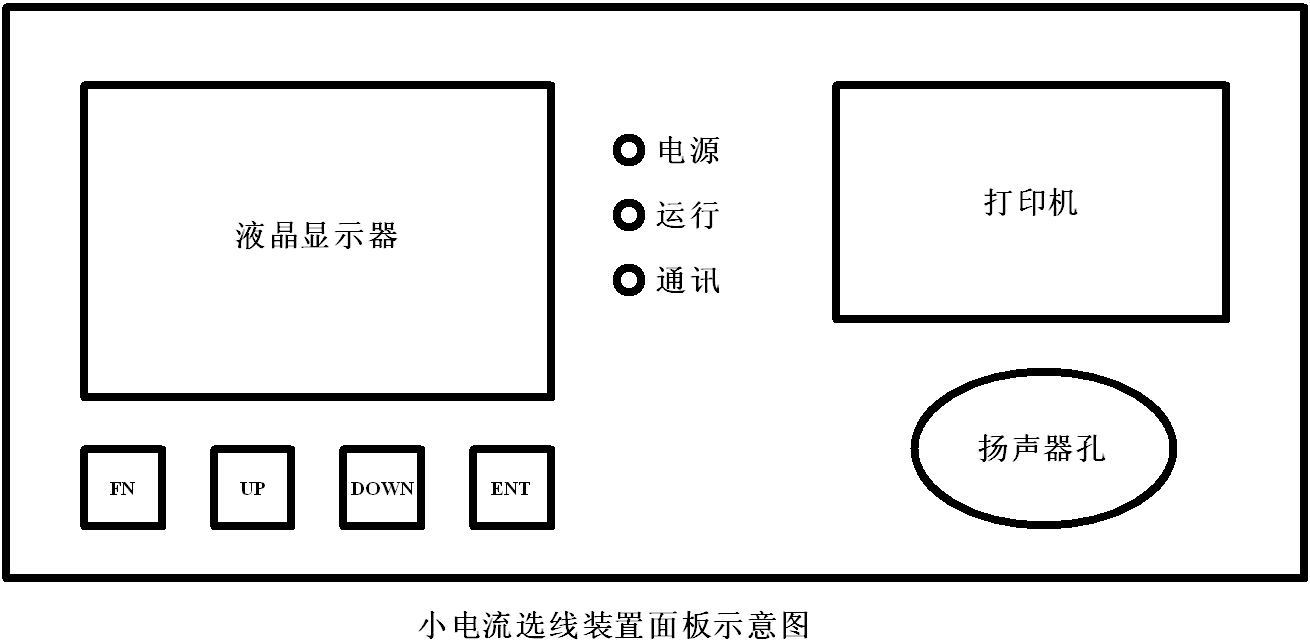 液晶显示器
电源
运行
通讯
打印机
扬声器孔
FN
UP
DOWN
ENT
小电流选线装置面板示意图